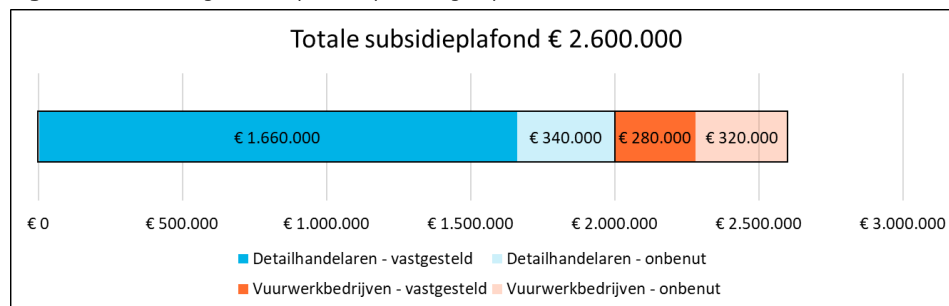 Totale subsidieplafond € 2.600.000
€ 1.660.000 € 340.000 € 280.000 € 320.000
€ 0 € 500.000 € 1.000.000 € 1.500.000 € 2.000.000 € 2.500.000 € 3.000.000
Detailhandelaren - vastgesteld Detailhandelaren - onbenut
Vuurwerkbedrijven - vastgesteld Vuurwerkbedrijven - onbenut